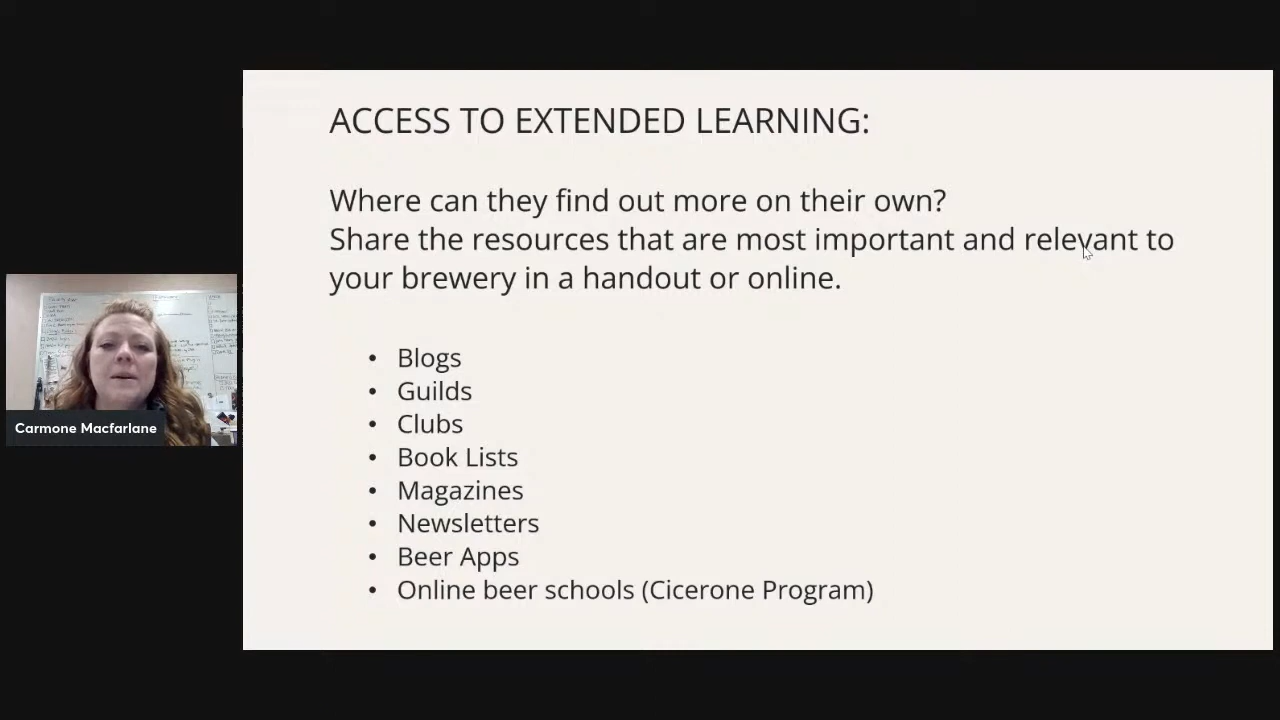 ACCESS TO EXTENDED LEARNING:
Where can they find out more on their own?
Share the resources that are most important and relevant to
your brewery in a handout or online.
• Blogs
• Guilds
• Clubs
• Book Lists
• Magazines
• Newsletters
• Beer Apps
• Online beer schools (Cicerone Program)
Carmone Macfarlane